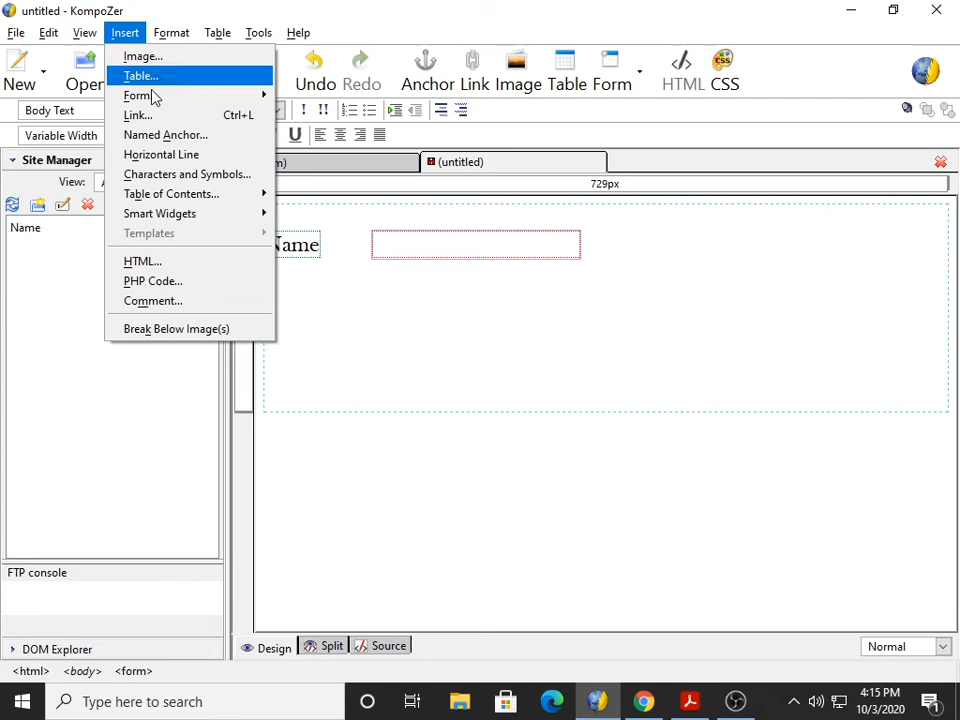 untitled - KompoZer
File Edit View Insert Format Table Tools Help
New Open Undo Redo Anchor Link Image Table Form HTML CSS
Body Text
Variable Width
Image...
Table...
Form
Link... Ctrl+L
Named Anchor...
Horizontal Line
Characters and Symbols...
Table of Contents...
Smart Widgets
Templates
HTML...
PHP Code...
Comment...
Break Below Image(s)
Site Manager
View:
Name
(untitled)
729px
Name
FTP console
DOM Explorer
Design Split Source
Normal
<html> <body> <form>
Type here to search
4:15 PM
10/3/2020
1